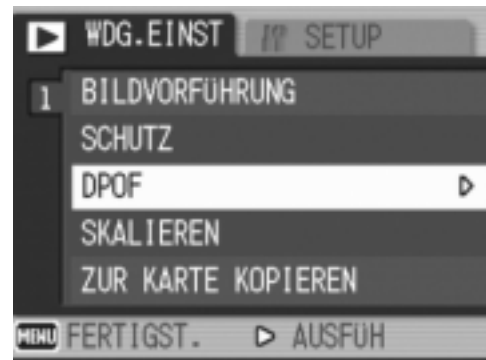 WDG.EINST SETUP
1 BILDVORFÜHRUNG
SCHUTZ
DPOF
SKALIEREN
ZUR KARTE KOPIEREN
MENU FERTIGST. AUSFÜH